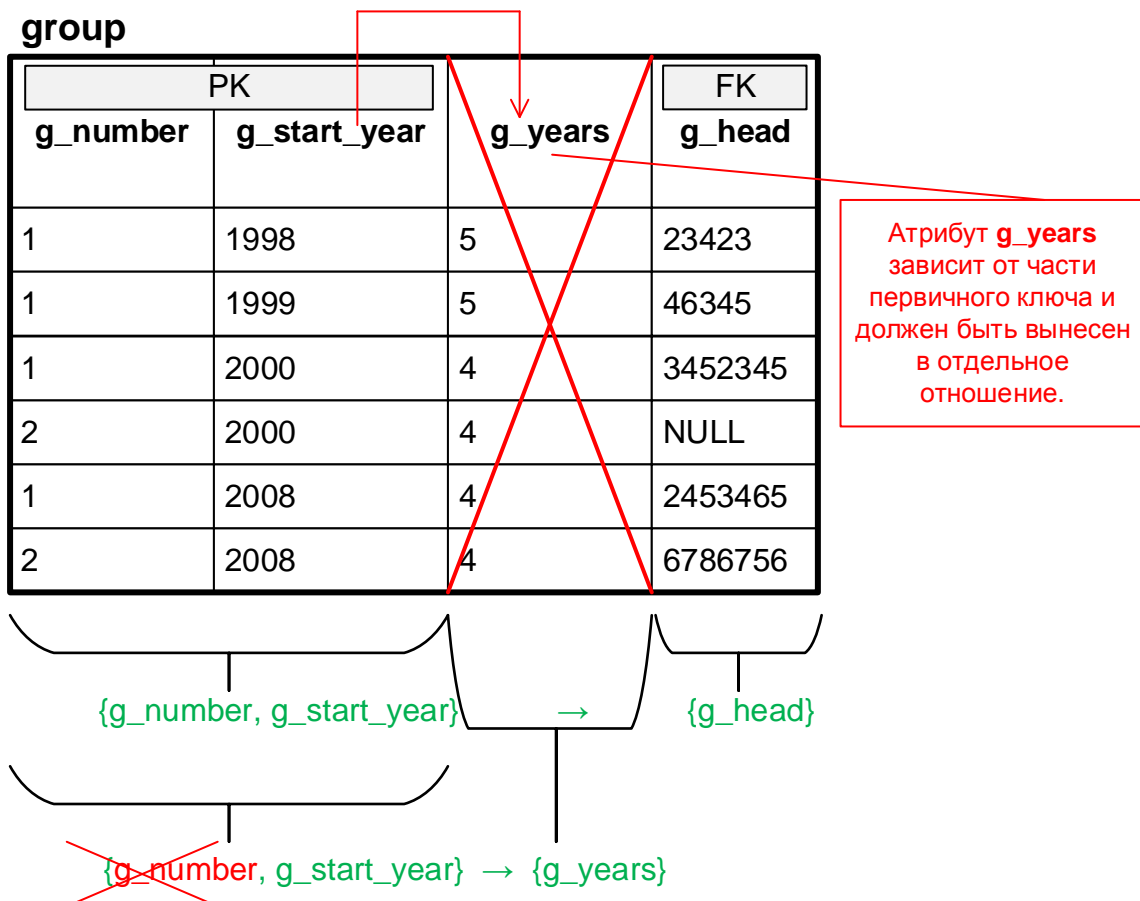 group
PK FK
g_number g_start_year g_years g_head
1 1998 5 23423
1 1999 5 46345
1 2000 4 3452345
2 2000 4 NULL
1 2008 4 2453465
2 2008 4 6786756
Атрибут g_years
зависит от части
первичного ключа и
должен быть вынесен
в отдельное
отношение.
{g_number, g_start_year} → {g_head}
{g_number, g_start_year} → {g_years}